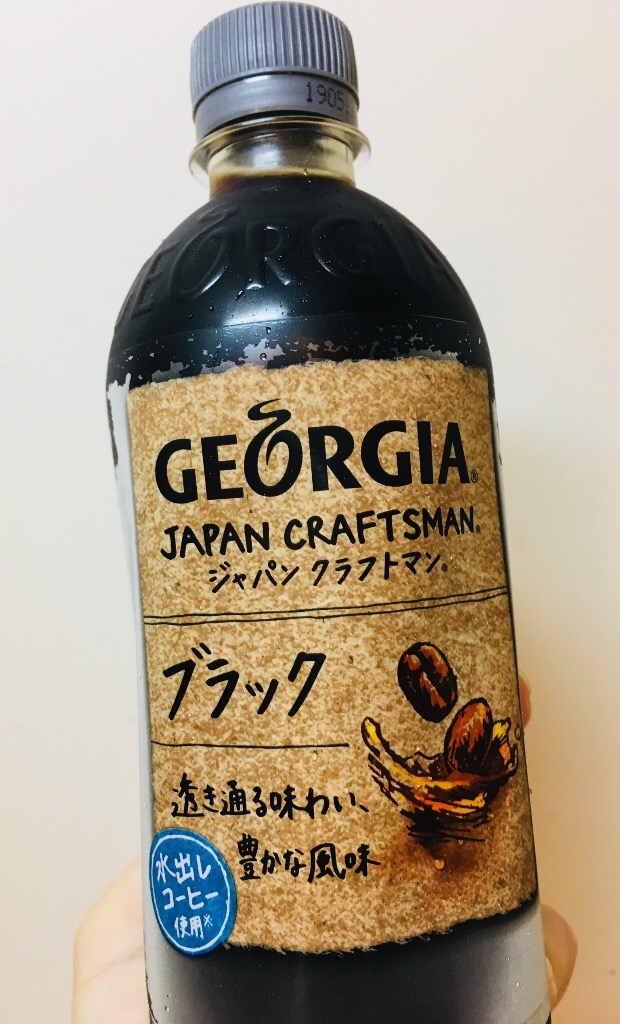 1905
GEORGIA
GEORGIA®
JAPAN CRAFTSMAN®
ジャパン クラフトマン®
ブラック
透き通る味わい、
豊かな風味
水出し
コーヒー
使用※